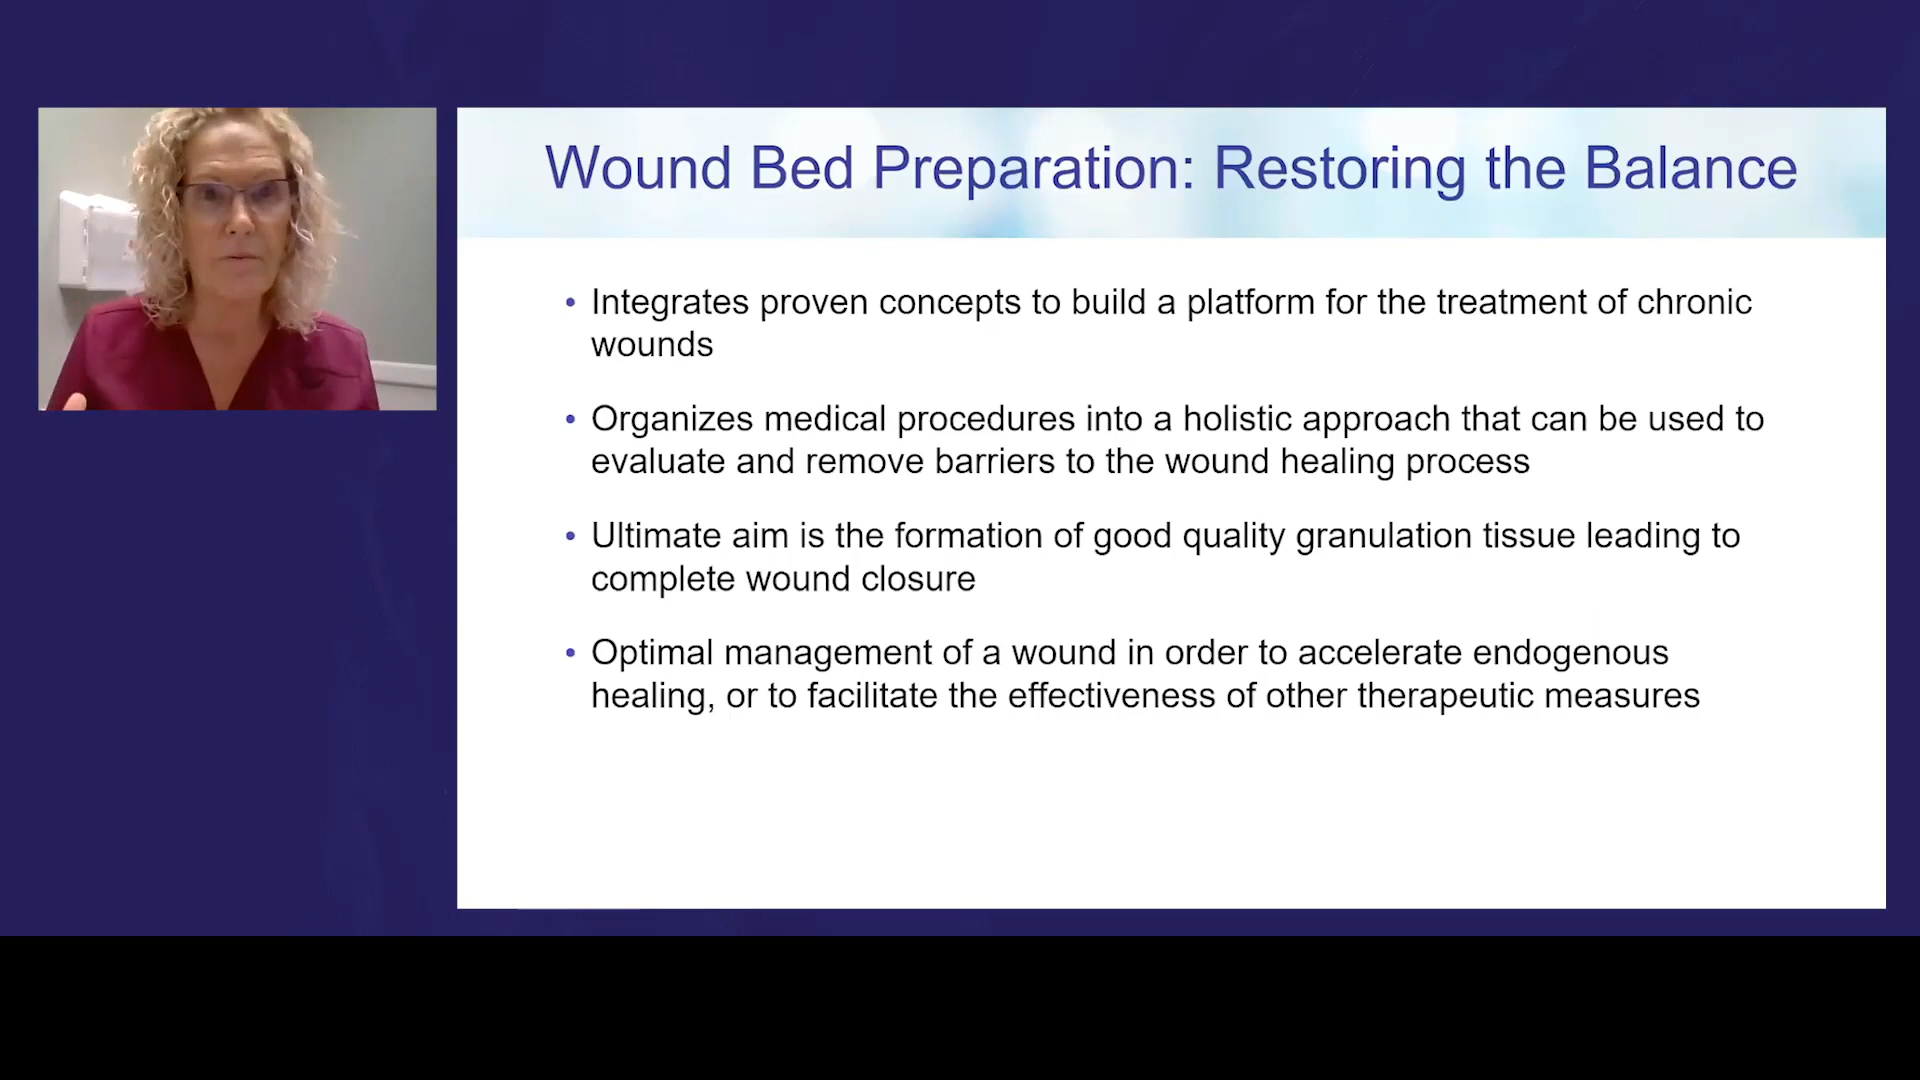 Wound Bed Preparation: Restoring the Balance
• Integrates proven concepts to build a platform for the treatment of chronic
wounds
• Organizes medical procedures into a holistic approach that can be used to
evaluate and remove barriers to the wound healing process
• Ultimate aim is the formation of good quality granulation tissue leading to
complete wound closure
• Optimal management of a wound in order to accelerate endogenous
healing, or to facilitate the effectiveness of other therapeutic measures